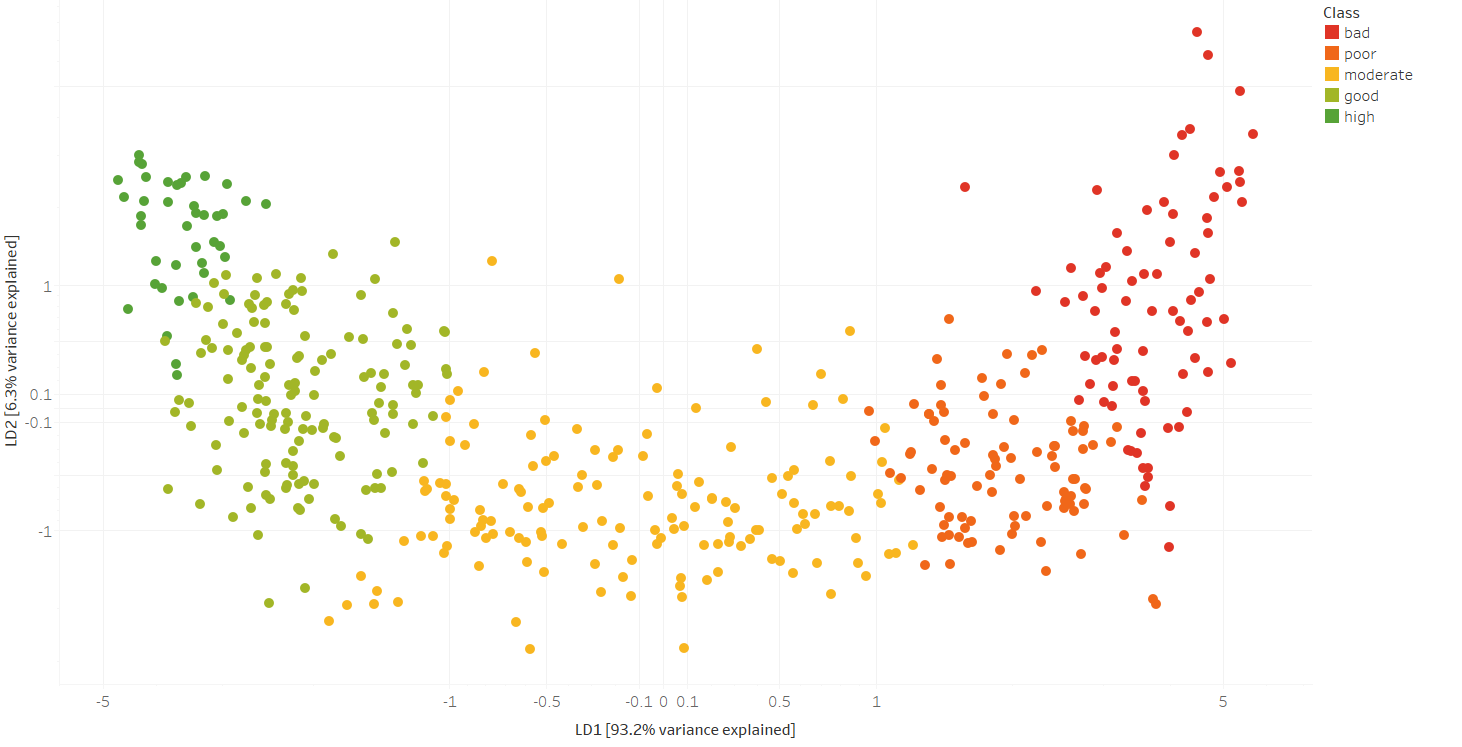 Class
bad
poor
moderate
good
high
1
0.1
-0.1
-1
LD2 [6.3% variance explained]
-5
-1
-0.5
-0.1
0
0.1
0.5
1
5
LD1 [93.2% variance explained]